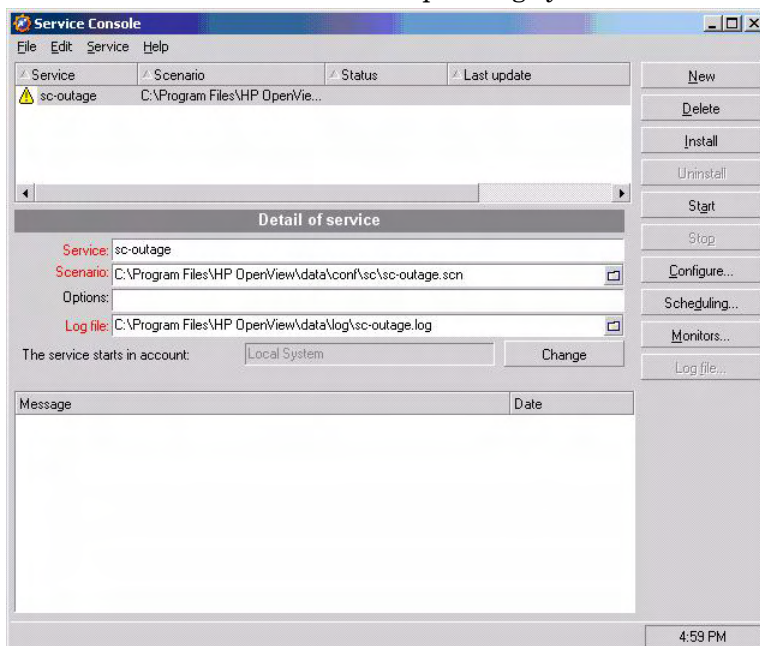 Service Console
File Edit Service Help
Service Scenario Status Last update
sc-outage C:\Program Files\HP OpenVie...
New
Delete
Install
Uninstall
Start
Stop
Configure...
Scheduling...
Monitors...
Log file...
Detail of service
Service: sc-outage
Scenario: C:\Program Files\HP OpenView\data\conf\sc\sc-outage.scn
Options:
Log file: C:\Program Files\HP OpenView\data\log\sc-outage.log
The service starts in account: Local System Change
Message Date
4:59 PM